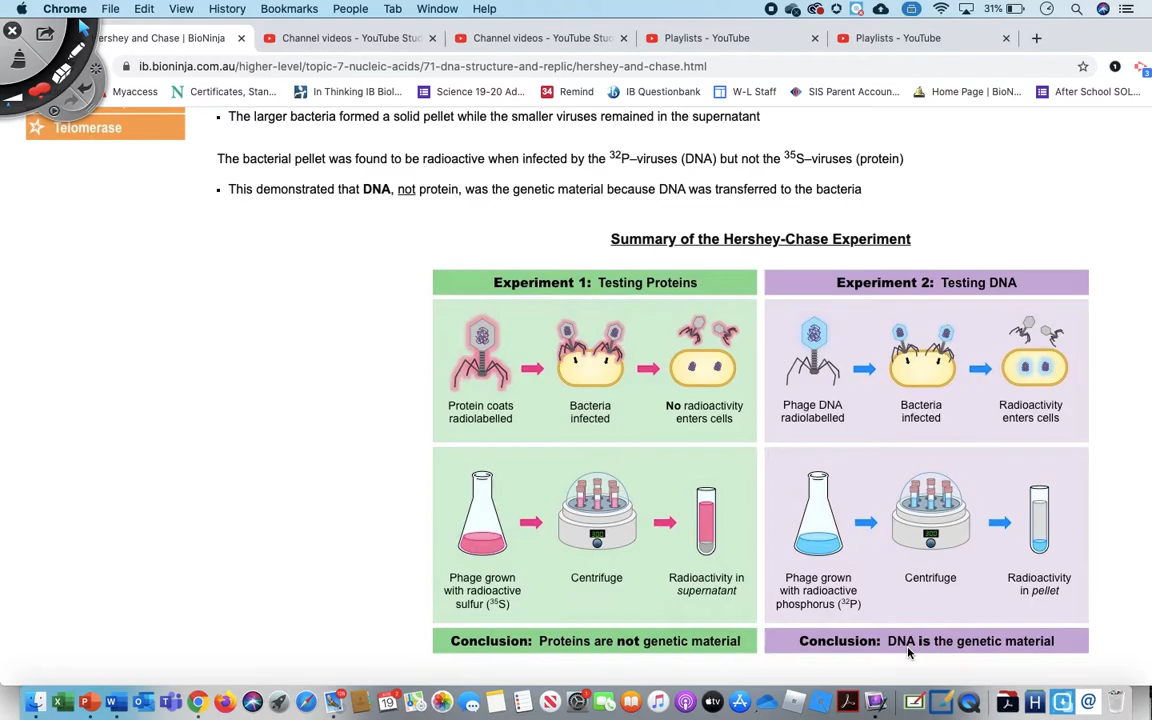 Chrome File Edit View History Bookmarks People Tab Window Help 31%
ershey and Chase | BioNinja Channel videos - YouTube Stud Channel videos - YouTube Stud Playlists - YouTube Playlists - YouTube
ib.bioninja.com.au/higher-level/topic-7-nucleic-acids/71-dna-structure-and-replic/hershey-and-chase.html
Myaccess Certificates, Stan... In Thinking IB Biol... Science 19-20 Ad... 34 Remind IB Questionbank W-L Staff SIS Parent Accoun... Home Page | BioN... After School SOL...
Telomerase
The larger bacteria formed a solid pellet while the smaller viruses remained in the supernatant
The bacterial pellet was found to be radioactive when infected by the ³²P–viruses (DNA) but not the ³⁵S–viruses (protein)
This demonstrated that DNA, not protein, was the genetic material because DNA was transferred to the bacteria
Summary of the Hershey-Chase Experiment
Experiment 1: Testing Proteins
Protein coats
radiolabelled
Bacteria
infected
No radioactivity
enters cells
Phage grown
with radioactive
sulfur (³⁵S)
Centrifuge
Radioactivity in
supernatant
Conclusion: Proteins are not genetic material
Experiment 2: Testing DNA
Phage DNA
radiolabelled
Bacteria
infected
Radioactivity
enters cells
Phage grown
with radioactive
phosphorus (³²P)
Centrifuge
Radioactivity
in pellet
Conclusion: DNA is the genetic material